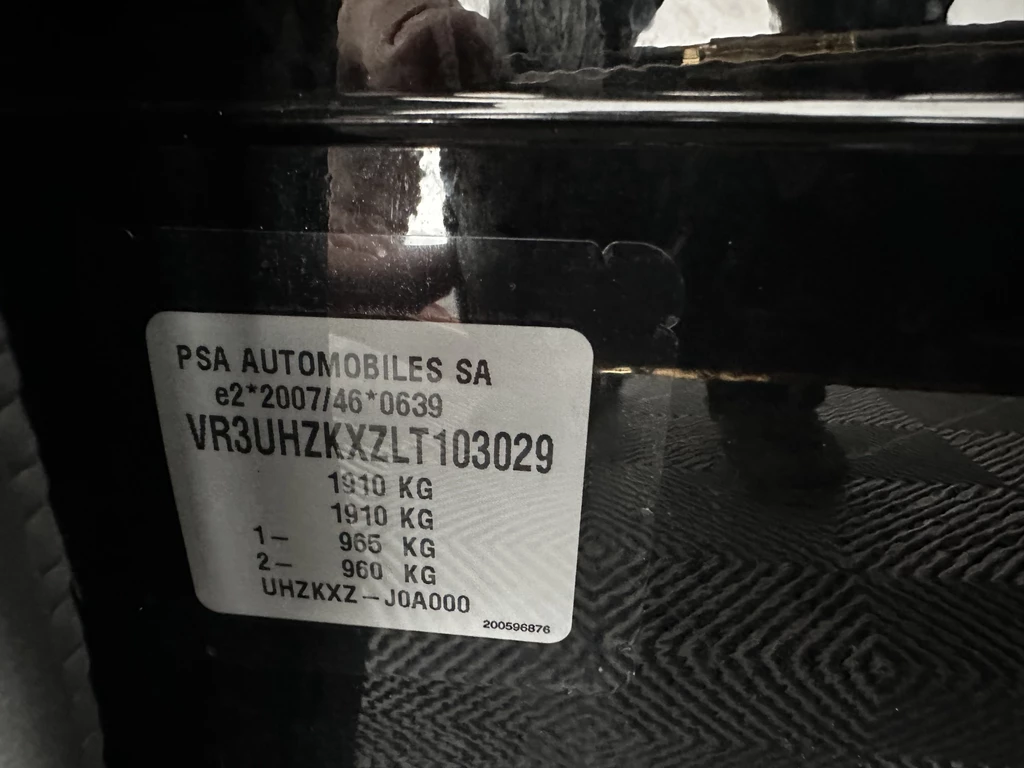 PSA AUTOMOBILES SA
e2*2007/46*0639
VR3UHZKXZLT103029
1910 KG
1910 KG
1- 965 KG
2- 960 KG
UHZKXZ-J0A000
200596876